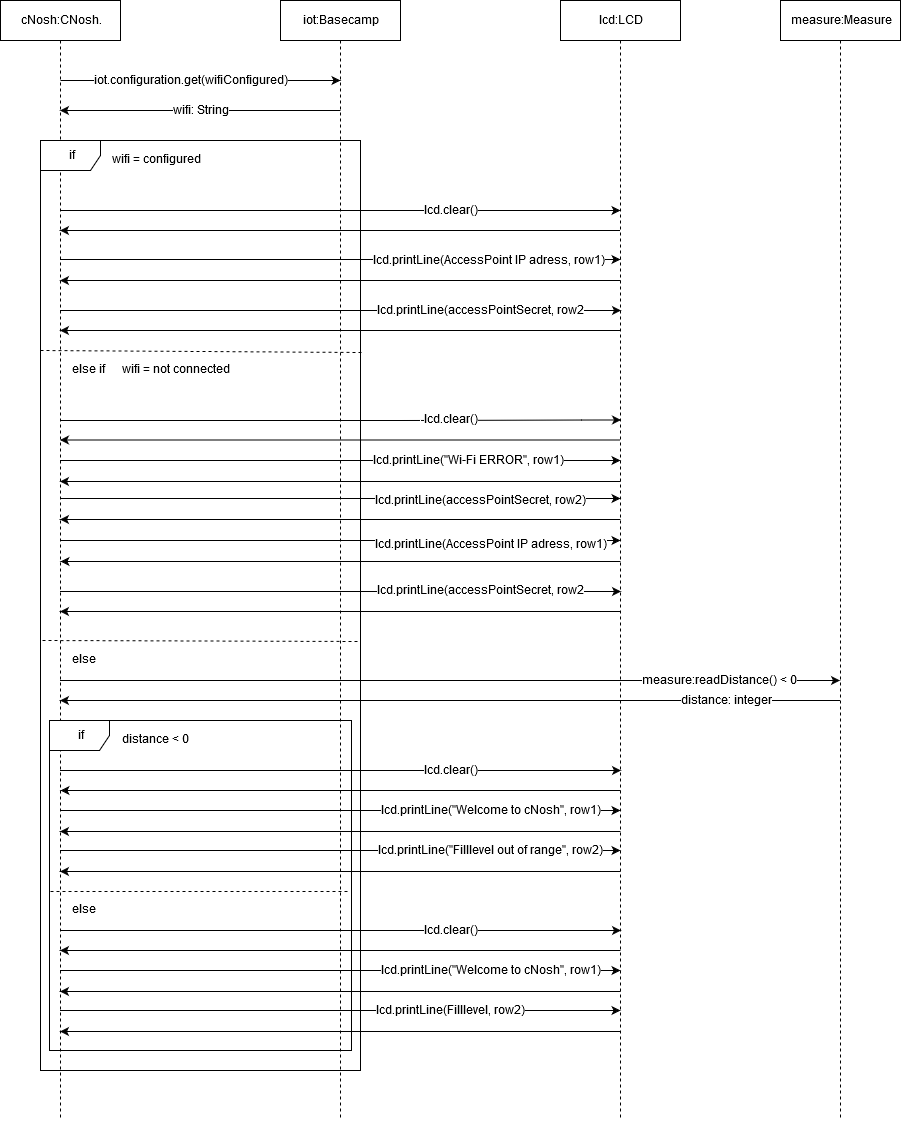 cNosh:CNosh.
iot:Basecamp
lcd:LCD
measure:Measure
iot.configuration.get(wifiConfigured)
wifi: String
if
wifi = configured
lcd.clear()
lcd.printLine(AccessPoint IP adress, row1)
lcd.printLine(accessPointSecret, row2
else if wifi = not connected
lcd.clear()
lcd.printLine("Wi-Fi ERROR", row1)
lcd.printLine(accessPointSecret, row2)
lcd.printLine(AccessPoint IP adress, row1)
lcd.printLine(accessPointSecret, row2
else
measure:readDistance() < 0
distance: integer
if
distance < 0
lcd.clear()
lcd.printLine("Welcome to cNosh", row1)
lcd.printLine("Filllevel out of range", row2)
else
lcd.clear()
lcd.printLine("Welcome to cNosh", row1)
lcd.printLine(Filllevel, row2)